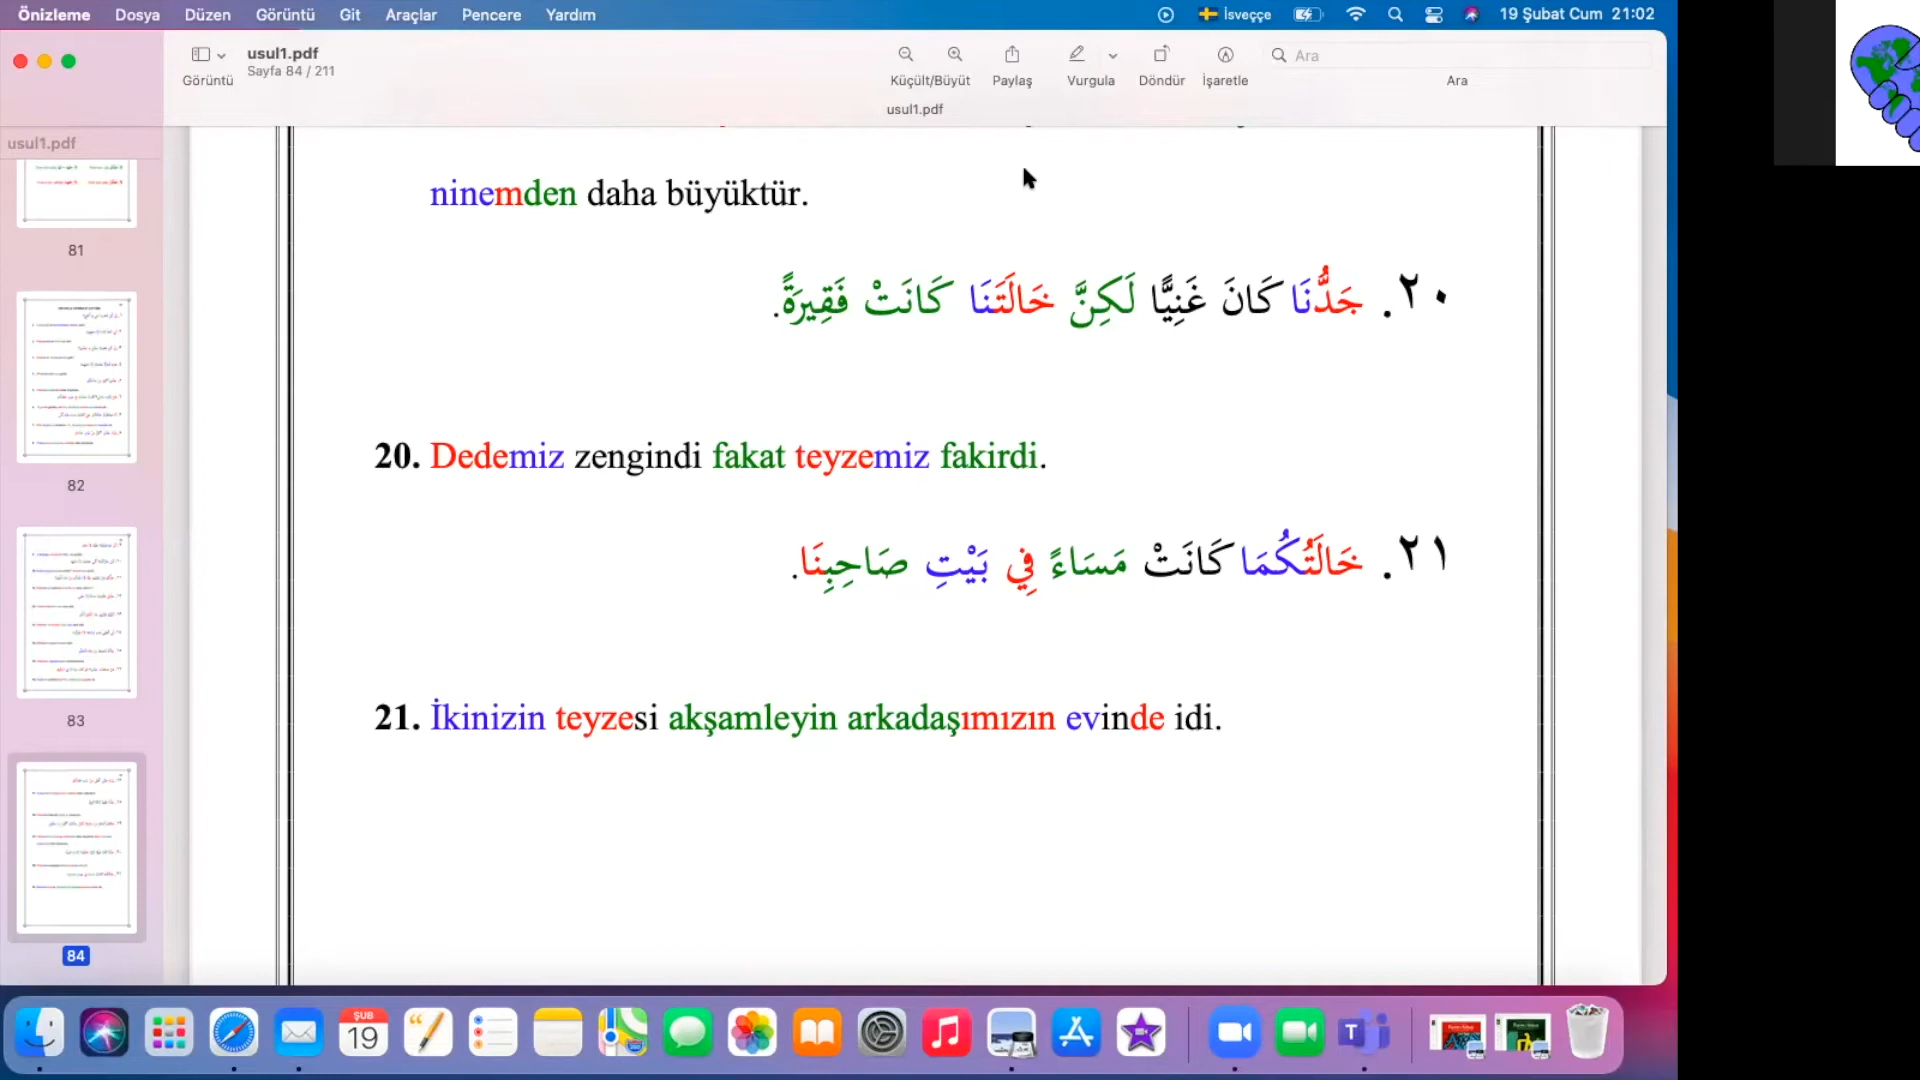 Önizleme Dosya Düzen Görüntü Git Araçlar Pencere Yardım İsveççe 19 Şubat Cum 21:02
usul1.pdf
Sayfa 84 / 211
Görüntü Küçült/Büyüt Paylaş Vurgula Döndür İşaretle Ara
Ara
usul1.pdf
usul1.pdf
81
82
83
84
ninemden daha büyüktür.
٢٠. جَدُّنَا كَانَ غَنِيًّا لَكِنَّ خَالَتَنَا كَانَتْ فَقِيرَةً.
20. Dedemiz zengindi fakat teyzemiz fakirdi.
٢١. خَالَتُكُمَا كَانَتْ مَسَاءً فِي بَيْتِ صَاحِبِنَا.
21. İkinizin teyzesi akşamleyin arkadaşımızın evinde idi.
ŞUB
19